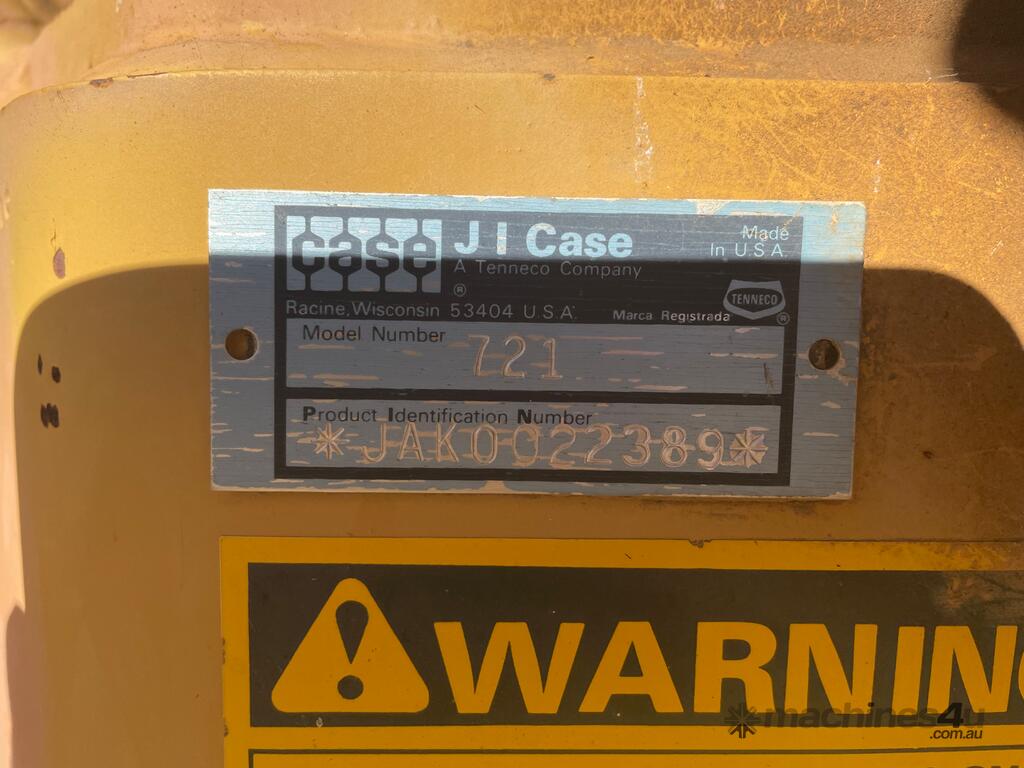 case
J I Case
A Tenneco Company
®
Made
In U.S.A.
TENNECO
®
Racine, Wisconsin 53404 U.S.A.
Marca Registrada
Model Number
721
Product Identification Number
*JAK0022389*
WARNING
machines4u
.com.au